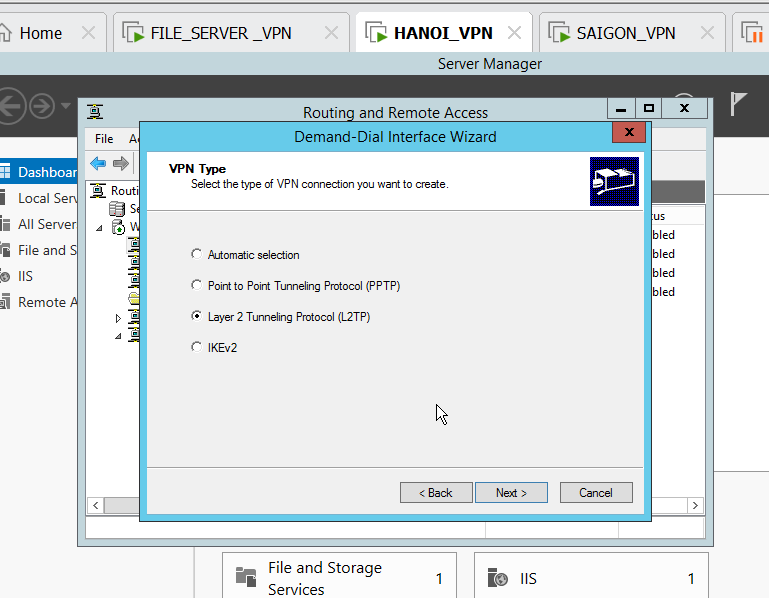 Home
FILE_SERVER _VPN
HANOI_VPN
SAIGON_VPN
Server Manager
Routing and Remote Access
File
Demand-Dial Interface Wizard
VPN Type
Select the type of VPN connection you want to create.
Dashboar
Local Serv
All Server
File and S
IIS
Remote A
Routi
Se
W
tus
bled
bled
bled
bled
Automatic selection
Point to Point Tunneling Protocol (PPTP)
Layer 2 Tunneling Protocol (L2TP)
IKEv2
< Back
Next >
Cancel
File and Storage
Services
1
IIS
1